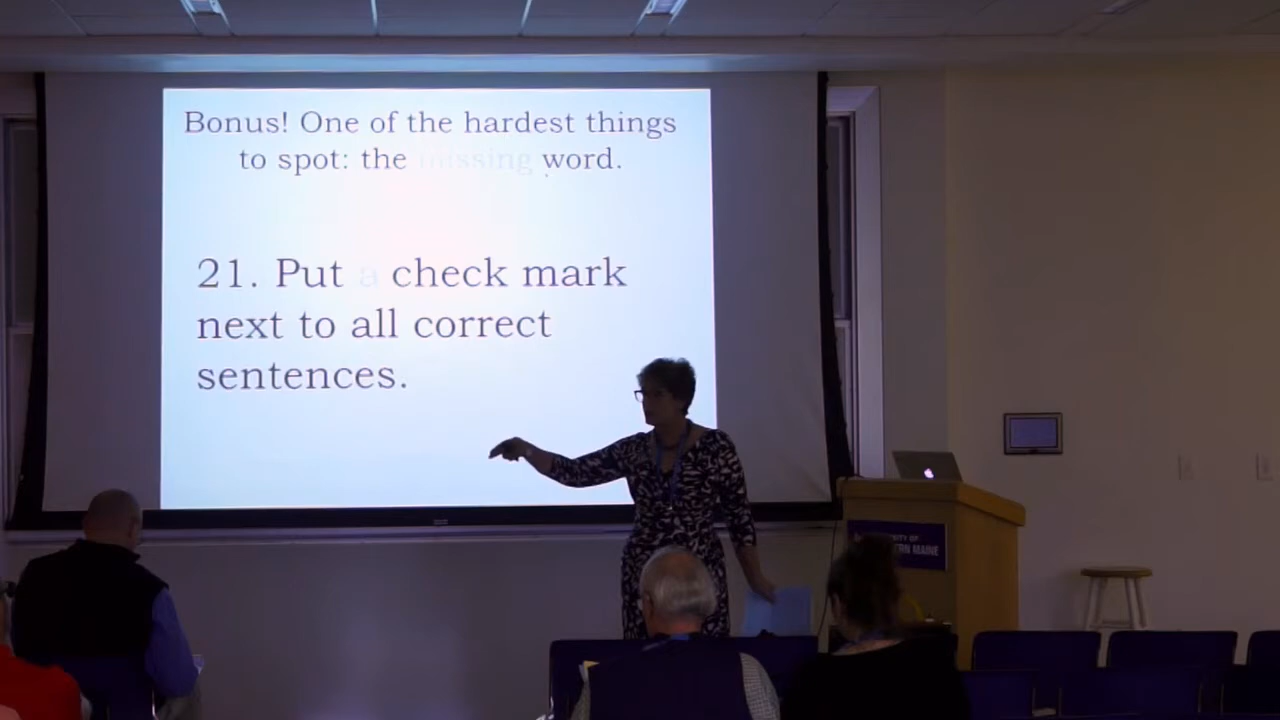 Bonus! One of the hardest things
to spot: the missing word.
21. Put a check mark
next to all correct
sentences.
MAINE